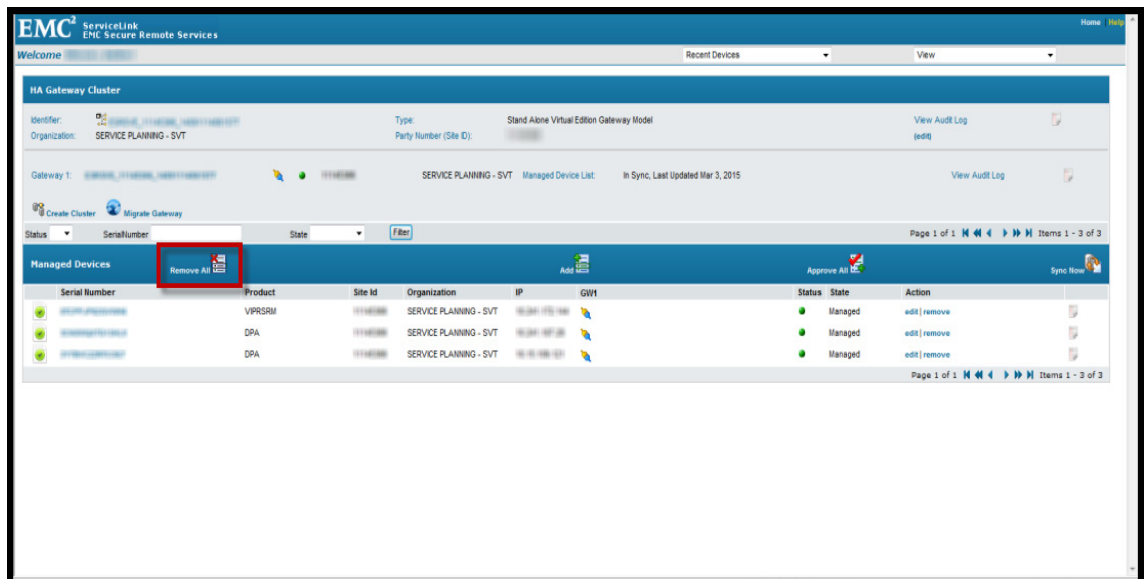 EMC² ServiceLink
EMC Secure Remote Services
Home Help
Welcome
Recent Devices View
HA Gateway Cluster
Identifier: Type: Stand Alone Virtual Edition Gateway Model View Audit Log
Organization: SERVICE PLANNING - SVT Party Number (Site ID): (edit)
Gateway 1: SERVICE PLANNING - SVT Managed Device List: In Sync, Last Updated Mar 3, 2015 View Audit Log
Create Cluster Migrate Gateway
Status SerialNumber State Filter Page 1 of 1 Items 1 - 3 of 3
Managed Devices Remove All Add Approve All Sync Now
Serial Number Product Site Id Organization IP GW1 Status State Action
VIPRSRM SERVICE PLANNING - SVT Managed edit | remove
DPA SERVICE PLANNING - SVT Managed edit | remove
DPA SERVICE PLANNING - SVT Managed edit | remove
Page 1 of 1 Items 1 - 3 of 3